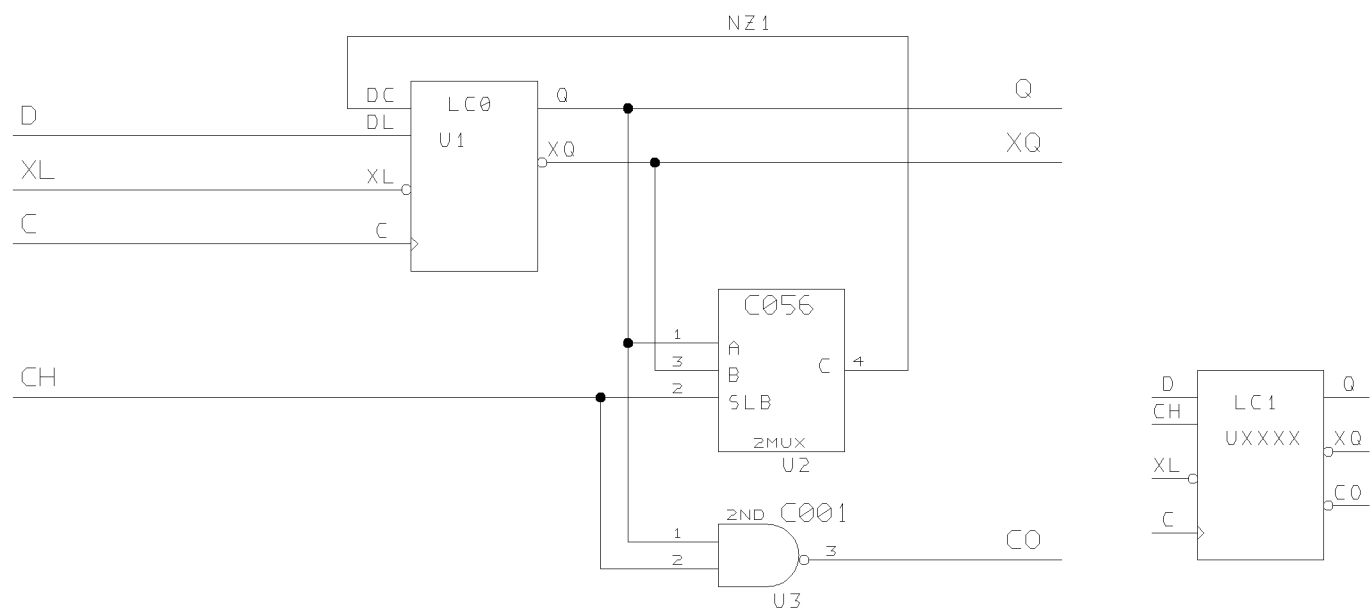 NZ1
DC
LC0
Q
Q
D
DL
U1
XQ
XQ
XL
XL
C
C
C056
1
A
3
B
C
4
CH
2
SLB
2MUX
U2
D
Q
CH
LC1
UXXXX
XQ
XL
CO
C
2ND
C001
1
2
3
CO
U3